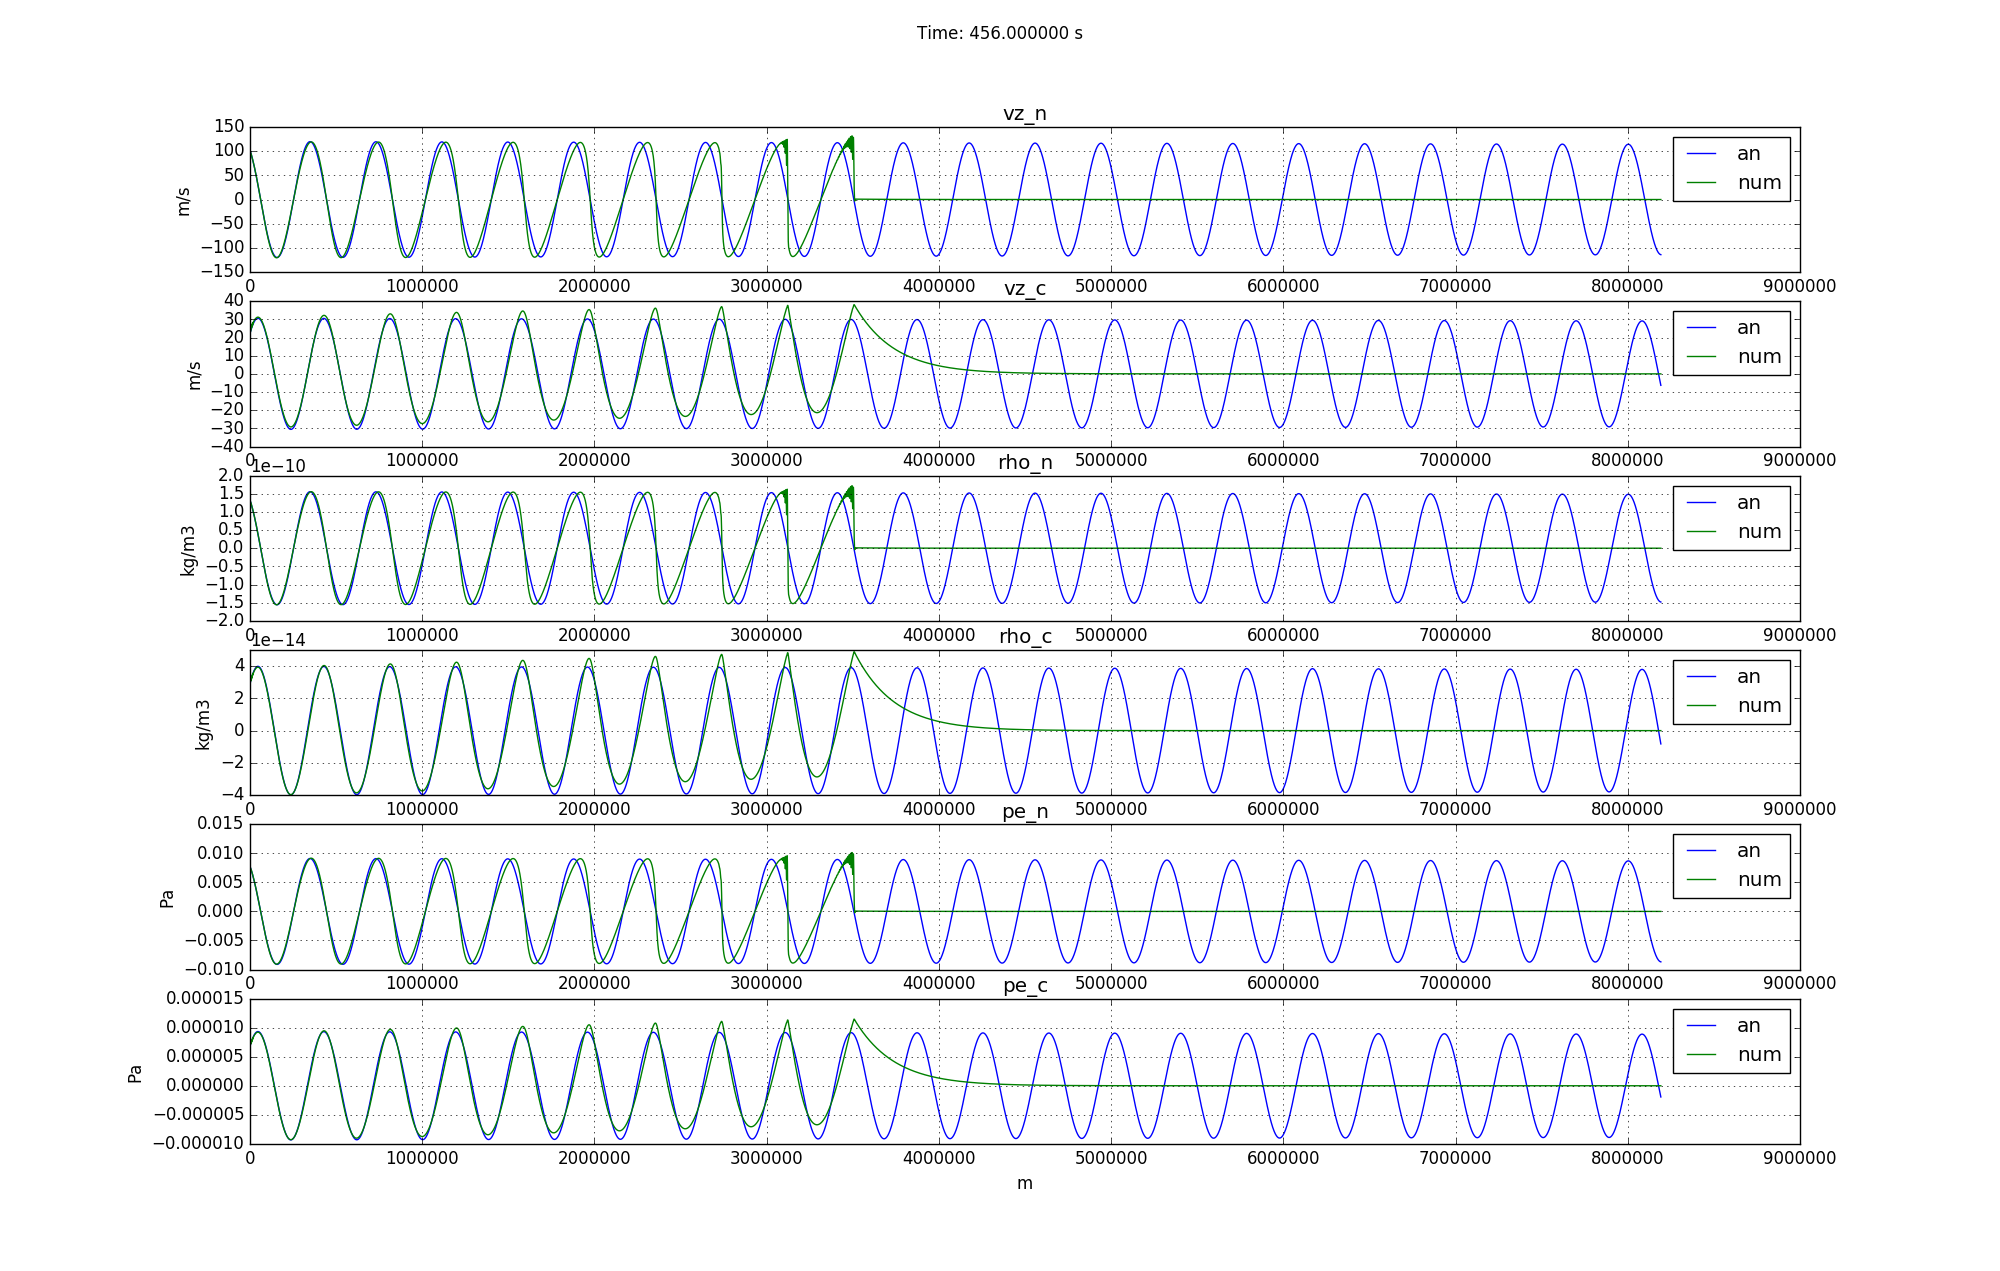 Time: 456.000000 s
vz_n
150
100
50
0
−50
−100
−150
m/s
an
num
0 1000000 2000000 3000000 4000000 5000000 6000000 7000000 8000000 9000000
vz_c
40
30
20
10
0
−10
−20
−30
−40
m/s
an
num
0 1000000 2000000 3000000 4000000 5000000 6000000 7000000 8000000 9000000
1e−10
rho_n
2.0
1.5
1.0
0.5
0.0
−0.5
−1.0
−1.5
−2.0
kg/m3
an
num
0 1000000 2000000 3000000 4000000 5000000 6000000 7000000 8000000 9000000
1e−14
rho_c
4
2
0
−2
−4
kg/m3
an
num
0 1000000 2000000 3000000 4000000 5000000 6000000 7000000 8000000 9000000
pe_n
0.015
0.010
0.005
0.000
−0.005
−0.010
Pa
an
num
0 1000000 2000000 3000000 4000000 5000000 6000000 7000000 8000000 9000000
pe_c
0.000015
0.000010
0.000005
0.000000
−0.000005
−0.000010
Pa
an
num
0 1000000 2000000 3000000 4000000 5000000 6000000 7000000 8000000 9000000
m